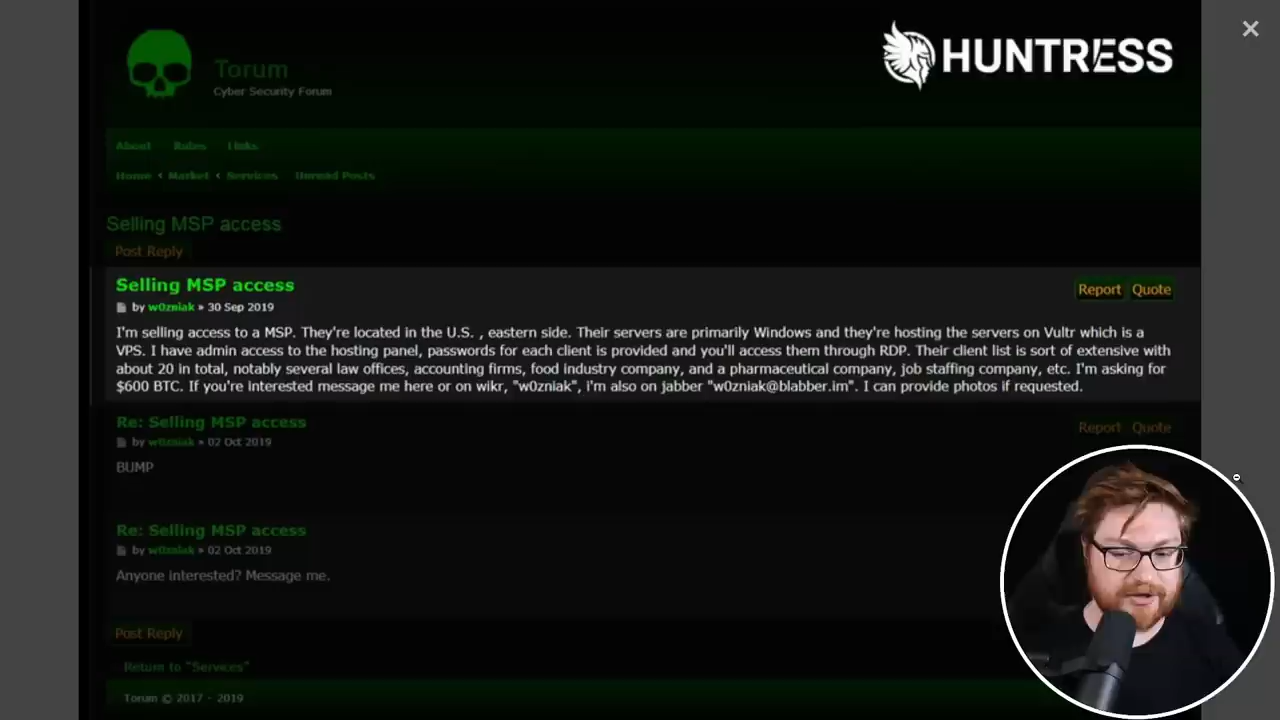 HUNTRESS
Torum
Cyber Security Forum
About Rules Links
Home < Market < Services Unread Posts
Selling MSP access
Post Reply
Selling MSP access
Report Quote
by w0zniak » 30 Sep 2019
I'm selling access to a MSP. They're located in the U.S. , eastern side. Their servers are primarily Windows and they're hosting the servers on Vultr which is a
VPS. I have admin access to the hosting panel, passwords for each client is provided and you'll access them through RDP. Their client list is sort of extensive with
about 20 in total, notably several law offices, accounting firms, food industry company, and a pharmaceutical company, job staffing company, etc. I'm asking for
$600 BTC. If you're interested message me here or on wikr, "w0zniak", i'm also on jabber "w0zniak@blabber.im". I can provide photos if requested.
Re: Selling MSP access
Report Quote
by w0zniak » 02 Oct 2019
BUMP
Re: Selling MSP access
by w0zniak » 02 Oct 2019
Anyone interested? Message me.
Post Reply
Return to "Services"
Torum © 2017 - 2019